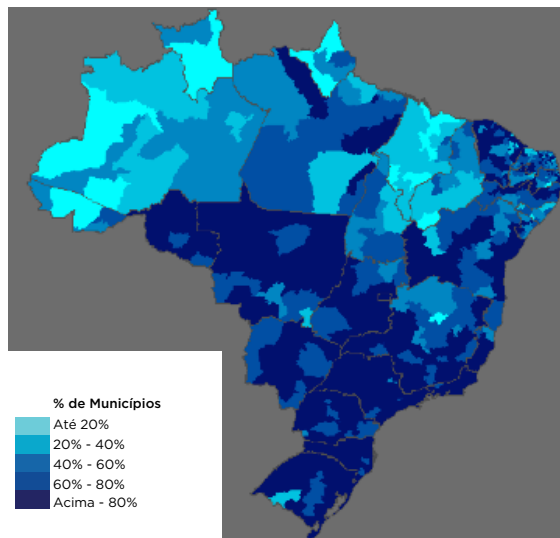 % de Municípios
Até 20%
20% - 40%
40% - 60%
60% - 80%
Acima - 80%